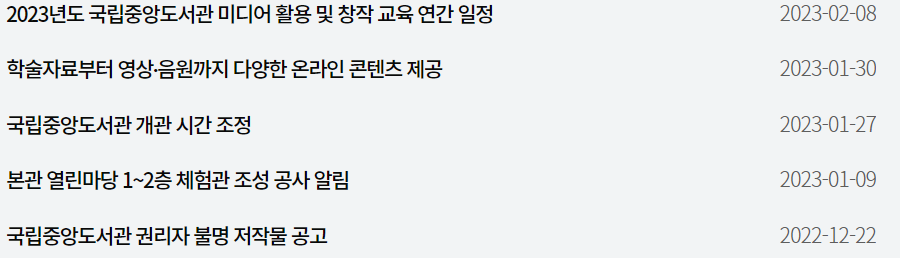 2023년도 국립중앙도서관 미디어 활용 및 창작 교육 연간 일정 2023-02-08
학술자료부터 영상·음원까지 다양한 온라인 콘텐츠 제공 2023-01-30
국립중앙도서관 개관 시간 조정 2023-01-27
본관 열린마당 1~2층 체험관 조성 공사 알림 2023-01-09
국립중앙도서관 권리자 불명 저작물 공고 2022-12-22